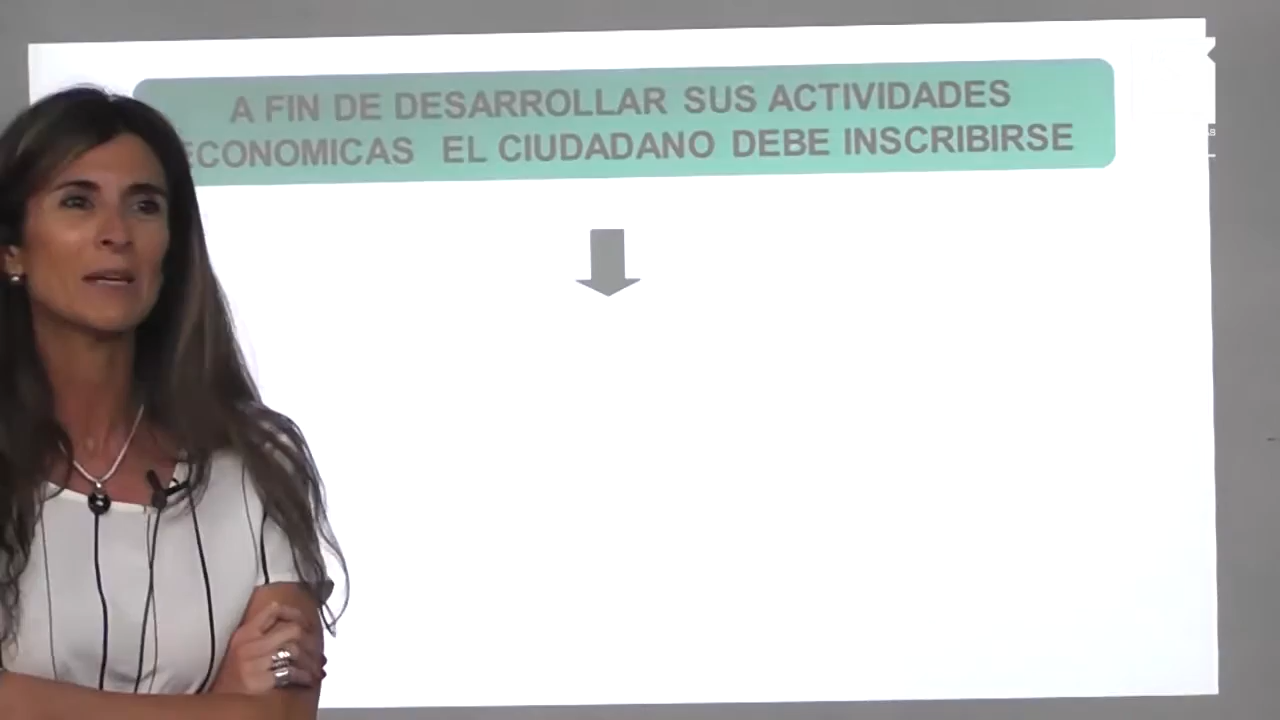 A FIN DE DESARROLLAR SUS ACTIVIDADES
ECONOMICAS EL CIUDADANO DEBE INSCRIBIRSE